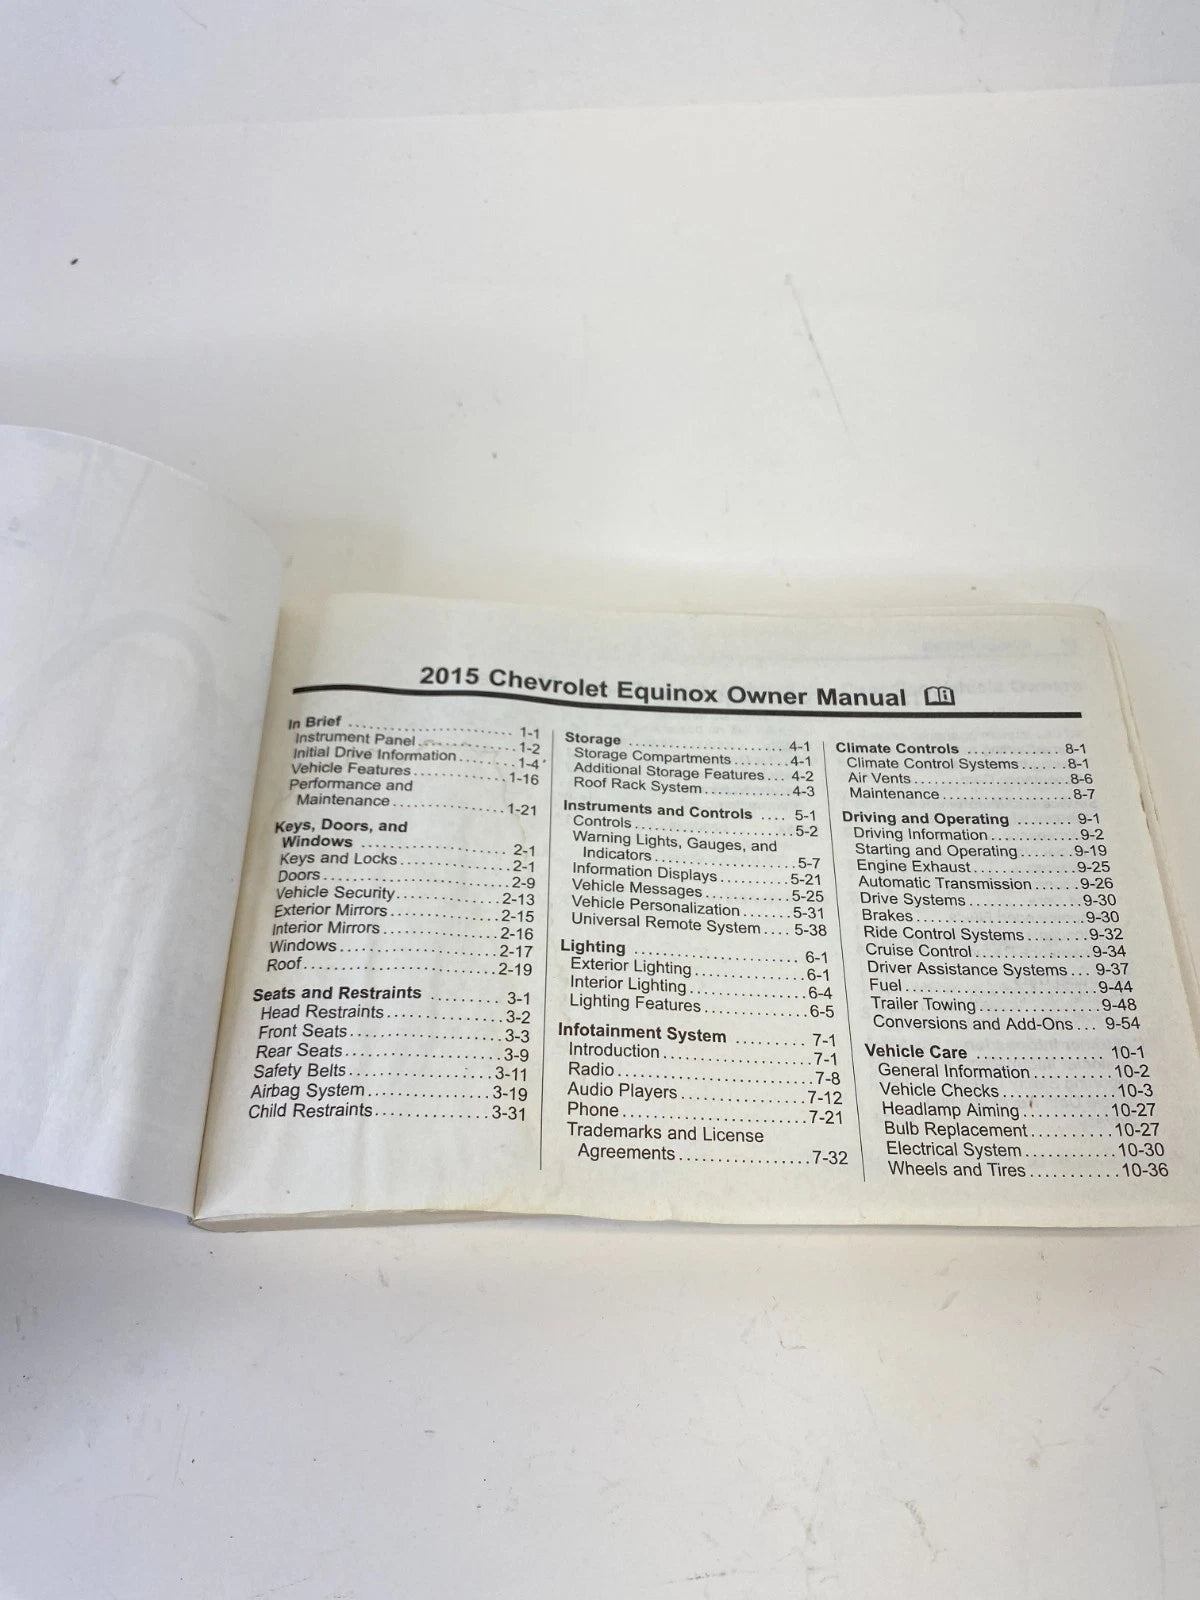 2015 Chevrolet Equinox Owner Manual
In Brief .................... 1-1
Instrument Panel ............... 1-2
Initial Drive Information ........ 1-4
Vehicle Features ............... 1-16
Performance and
Maintenance ................ 1-21
Keys, Doors, and
Windows .................... 2-1
Keys and Locks ................ 2-1
Doors ........................ 2-9
Vehicle Security ............... 2-13
Exterior Mirrors ............... 2-15
Interior Mirrors ................ 2-16
Windows ...................... 2-17
Roof .......................... 2-19
Seats and Restraints ......... 3-1
Head Restraints ............... 3-2
Front Seats .................... 3-3
Rear Seats .................... 3-9
Safety Belts ................... 3-11
Airbag System ................ 3-19
Child Restraints ............... 3-31
Storage .................... 4-1
Storage Compartments ........ 4-1
Additional Storage Features ... 4-2
Roof Rack System ............. 4-3
Instruments and Controls .... 5-1
Controls ....................... 5-2
Warning Lights, Gauges, and
Indicators .................... 5-7
Information Displays .......... 5-21
Vehicle Messages ............. 5-25
Vehicle Personalization ....... 5-31
Universal Remote System .... 5-38
Lighting .................... 6-1
Exterior Lighting ............... 6-1
Interior Lighting ................ 6-4
Lighting Features .............. 6-5
Infotainment System ......... 7-1
Introduction .................... 7-1
Radio .......................... 7-8
Audio Players ................. 7-12
Phone ......................... 7-21
Trademarks and License
Agreements ................. 7-32
Climate Controls ............ 8-1
Climate Control Systems ...... 8-1
Air Vents ...................... 8-6
Maintenance ................... 8-7
Driving and Operating ........ 9-1
Driving Information ............. 9-2
Starting and Operating ........ 9-19
Engine Exhaust ............... 9-25
Automatic Transmission ...... 9-26
Drive Systems ................ 9-30
Brakes ........................ 9-30
Ride Control Systems ........ 9-32
Cruise Control ................ 9-34
Driver Assistance Systems ... 9-37
Fuel ........................... 9-44
Trailer Towing ................ 9-48
Conversions and Add-Ons ... 9-54
Vehicle Care ............... 10-1
General Information .......... 10-2
Vehicle Checks ............... 10-3
Headlamp Aiming ............ 10-27
Bulb Replacement .......... 10-27
Electrical System ............ 10-30
Wheels and Tires ........... 10-36